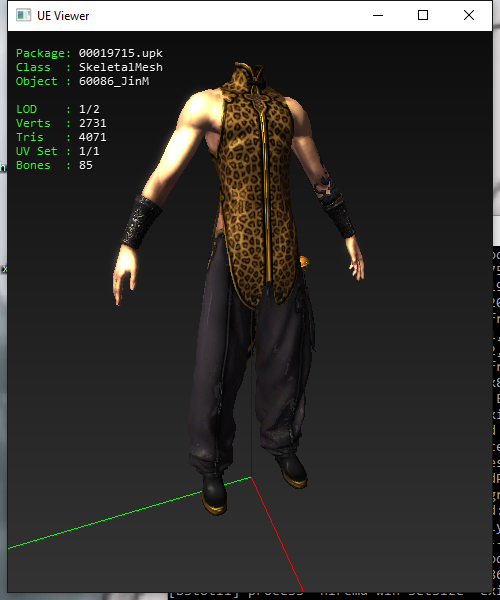 UE Viewer
Package: 00019715.upk
Class : SkeletalMesh
Object : 60086_JinM
LOD : 1/2
Verts : 2731
Tris : 4071
UV Set : 1/1
Bones : 85